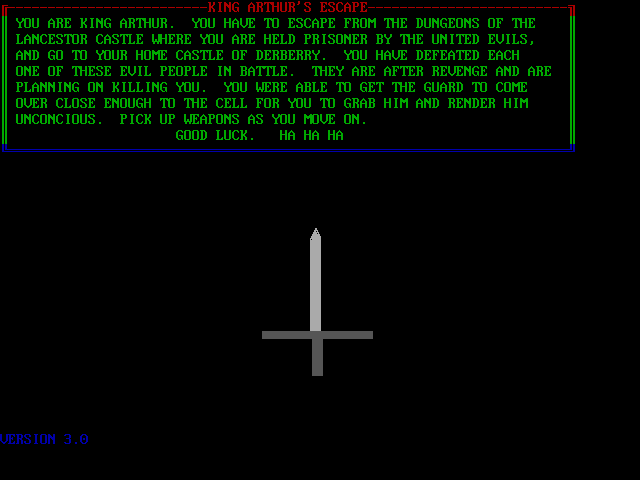 KING ARTHUR'S ESCAPE
YOU ARE KING ARTHUR.  YOU HAVE TO ESCAPE FROM THE DUNGEONS OF THE
LANCESTOR CASTLE WHERE YOU ARE HELD PRISONER BY THE UNITED EVILS,
AND GO TO YOUR HOME CASTLE OF DERBERRY.  YOU HAVE DEFEATED EACH
ONE OF THESE EVIL PEOPLE IN BATTLE.  THEY ARE AFTER REVENGE AND ARE
PLANNING ON KILLING YOU.  YOU WERE ABLE TO GET THE GUARD TO COME
OVER CLOSE ENOUGH TO THE CELL FOR YOU TO GRAB HIM AND RENDER HIM
UNCONCIOUS.  PICK UP WEAPONS AS YOU MOVE ON.
GOOD LUCK.   HA HA HA
VERSION 3.0